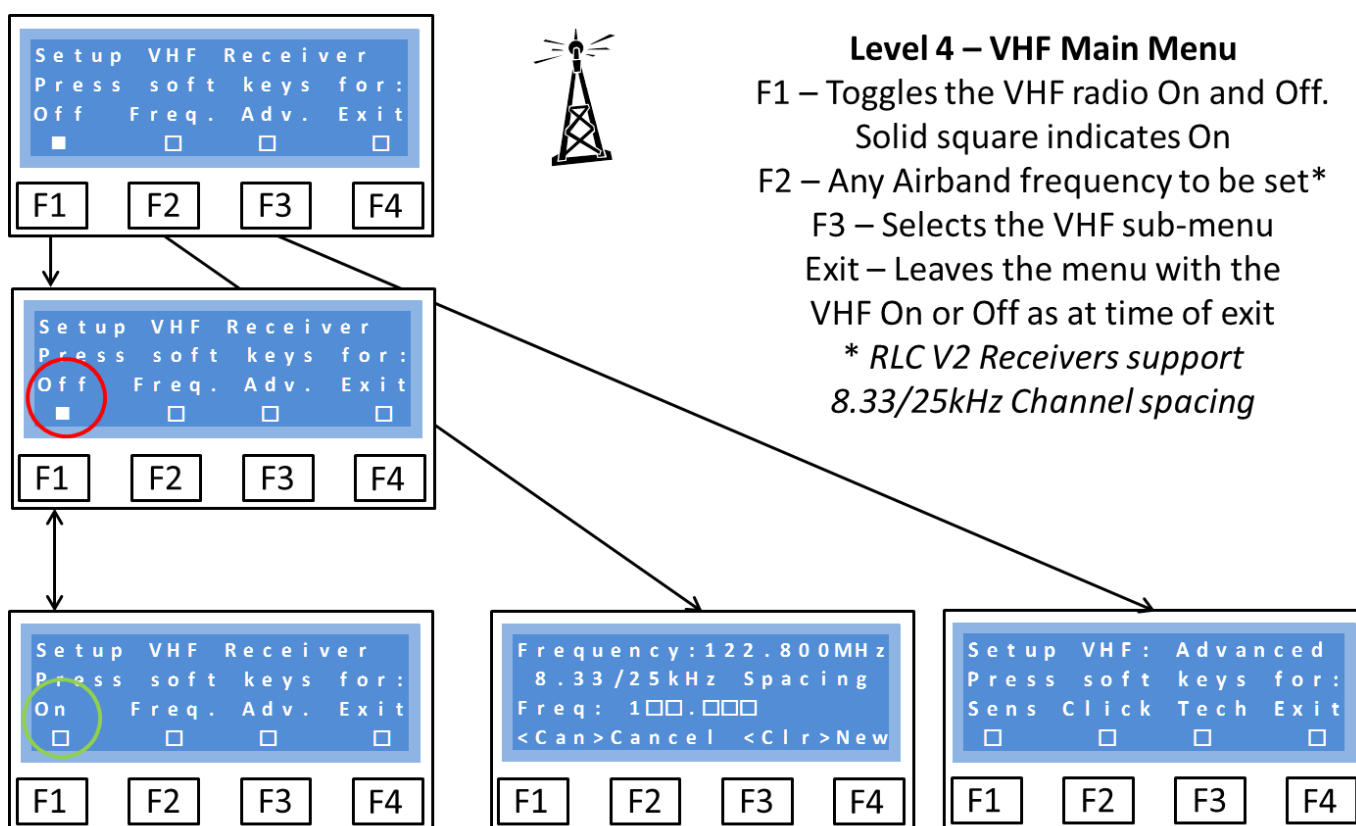 Setup VHF Receiver
Press soft keys for:
Off Freq. Adv. Exit
F1 F2 F3 F4
Level 4 – VHF Main Menu
F1 – Toggles the VHF radio On and Off.
Solid square indicates On
F2 – Any Airband frequency to be set*
F3 – Selects the VHF sub-menu
Exit – Leaves the menu with the
VHF On or Off as at time of exit
* RLC V2 Receivers support
8.33/25kHz Channel spacing
Setup VHF Receiver
Press soft keys for:
Off Freq. Adv. Exit
F1 F2 F3 F4
Setup VHF Receiver
Press soft keys for:
On Freq. Adv. Exit
F1 F2 F3 F4
Frequency:122.800MHz
8.33/25kHz Spacing
Freq: 1□□.□□□
<Can>Cancel <Clr>New
F1 F2 F3 F4
Setup VHF: Advanced
Press soft keys for:
Sens Click Tech Exit
F1 F2 F3 F4